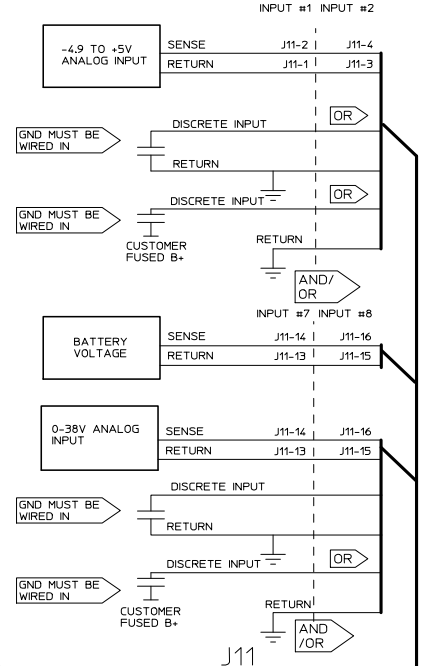 INPUT #1 INPUT #2
-4.9 TO +5V
ANALOG INPUT
SENSE J11-2 J11-4
RETURN J11-1 J11-3
OR
DISCRETE INPUT
GND MUST BE
WIRED IN
RETURN
OR
DISCRETE INPUT
GND MUST BE
WIRED IN
CUSTOMER
FUSED B+
RETURN
AND/
OR
INPUT #7 INPUT #8
BATTERY
VOLTAGE
SENSE J11-14 J11-16
RETURN J11-13 J11-15
0-38V ANALOG
INPUT
SENSE J11-14 J11-16
RETURN J11-13 J11-15
DISCRETE INPUT
GND MUST BE
WIRED IN
RETURN
OR
DISCRETE INPUT
GND MUST BE
WIRED IN
CUSTOMER
FUSED B+
RETURN
AND
/OR
J11